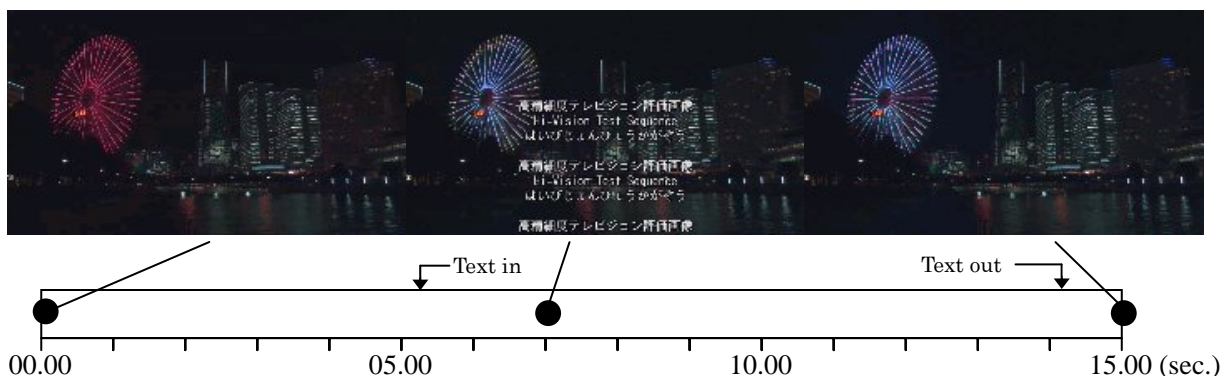 高精細度テレビジョン評価画像
Hi-Vision Test Sequence
はいびじょんひょうかがぞう
高精細度テレビジョン評価画像
Hi-Vision Test Sequence
はいびじょんひょうかがぞう
高精細度テレビジョン評価画像
Text in
Text out
00.00
05.00
10.00
15.00 (sec.)